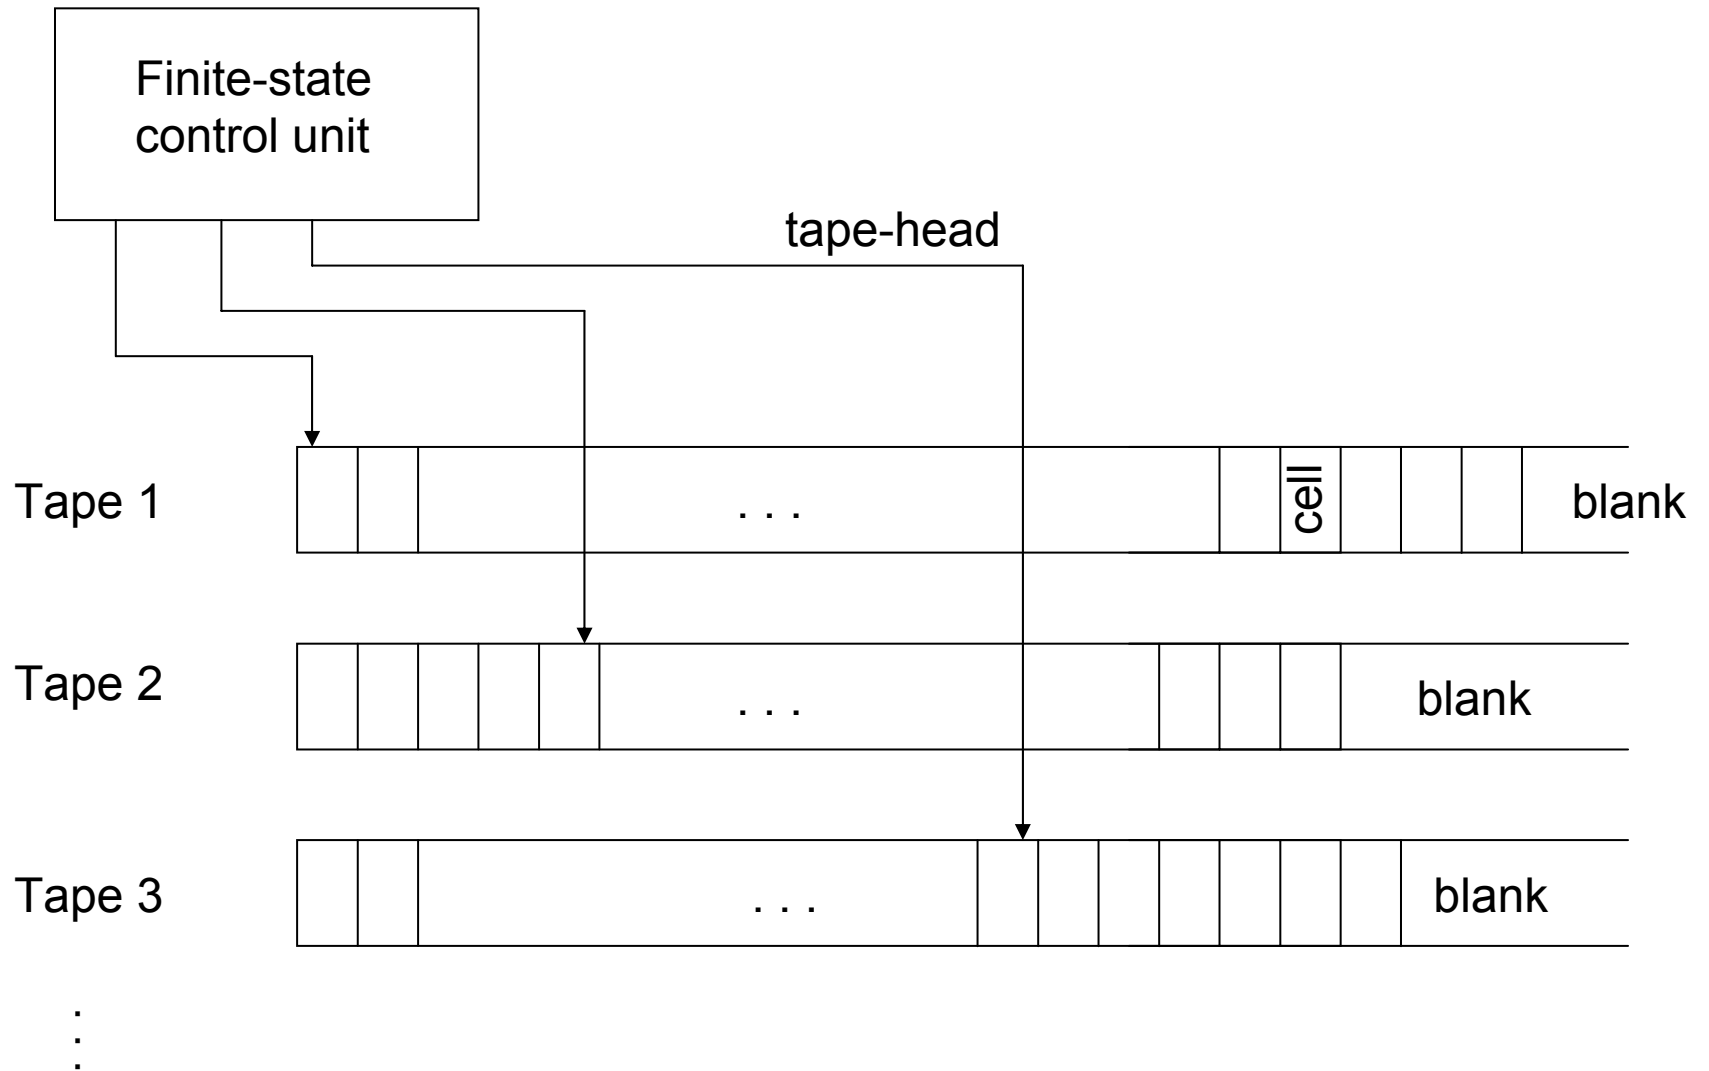 Finite-state
control unit
tape-head
Tape 1
. . .
cell
blank
Tape 2
. . .
blank
Tape 3
. . .
blank
.
.
.